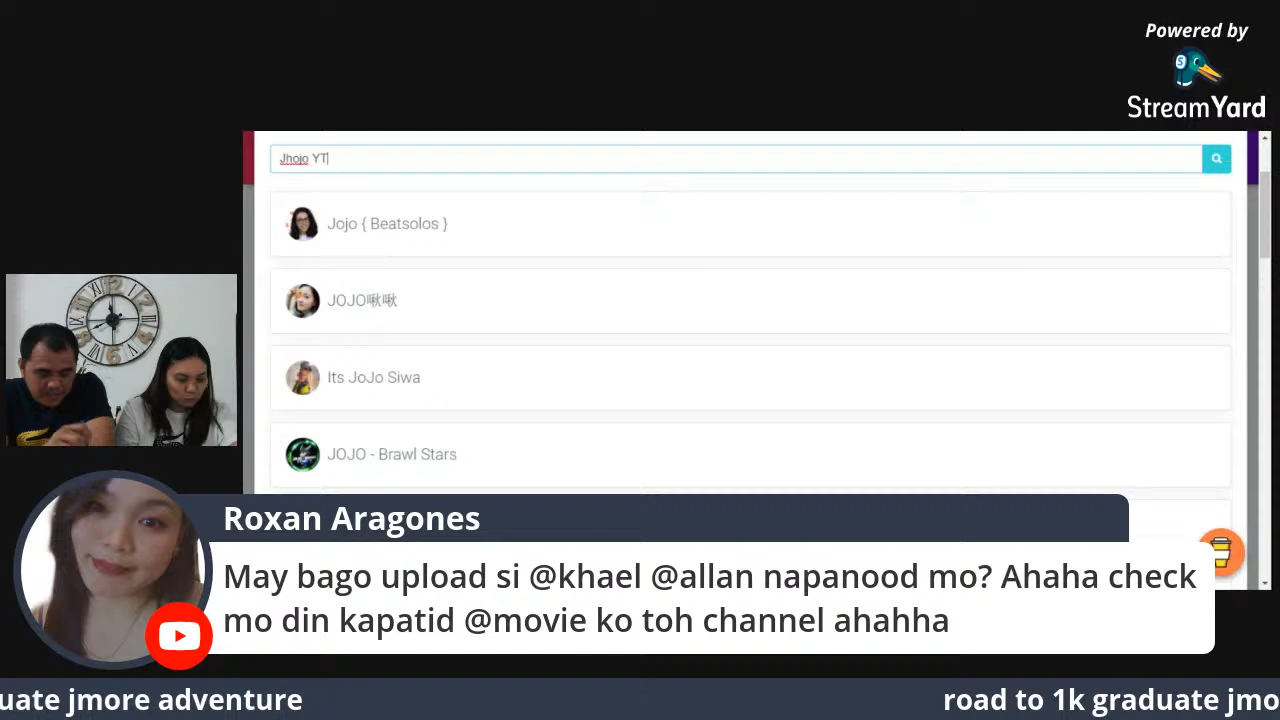 Powered by
StreamYard
Jhojo YT
Jojo { Beatsolos }
JOJO啾啾
Its JoJo Siwa
JOJO - Brawl Stars
Roxan Aragones
May bago upload si @khael @allan napanood mo? Ahaha check
mo din kapatid @movie ko toh channel ahahha
uate jmore adventure
road to 1k graduate jmo